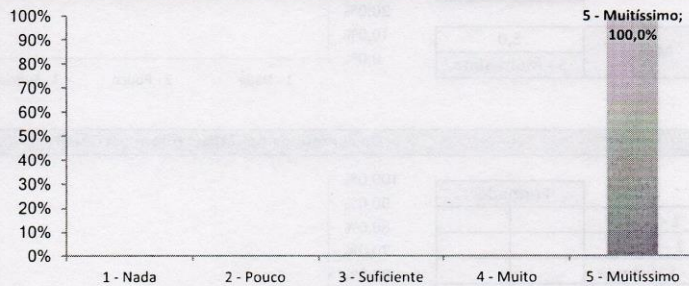 100%
90%
80%
70%
60%
50%
40%
30%
20%
10%
0%
5 - Muitíssimo;
100,0%
1 - Nada
2 - Pouco
3 - Suficiente
4 - Muito
5 - Muitíssimo